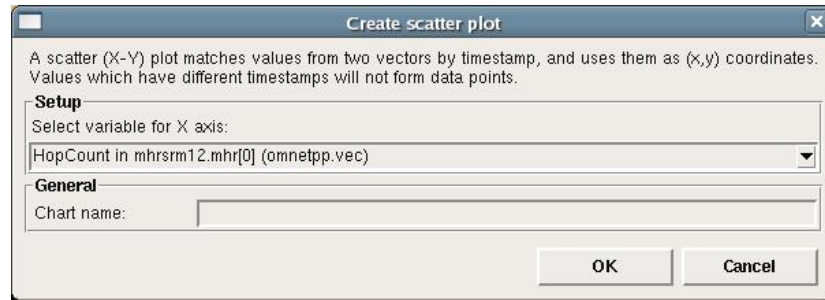 Create scatter plot
A scatter (X-Y) plot matches values from two vectors by timestamp, and uses them as (x,y) coordinates.
Values which have different timestamps will not form data points.
Setup
Select variable for X axis:
HopCount in mhrsrm12.mhr[0] (omnetpp.vec)
General
Chart name:
OK Cancel